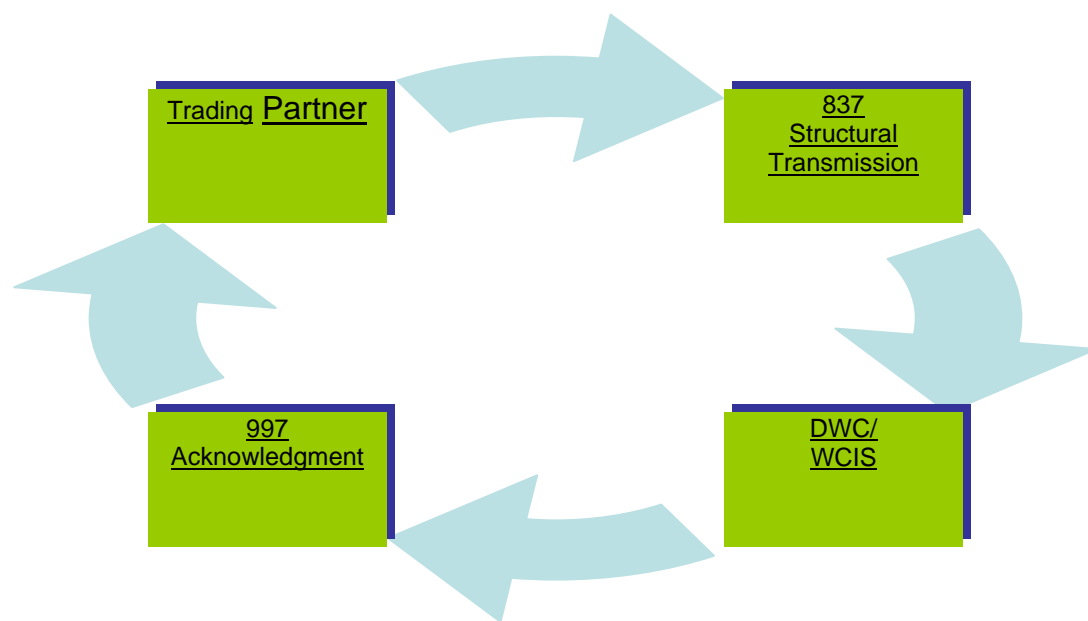 Trading Partner
837
Structural
Transmission
997
Acknowledgment
DWC/
WCIS